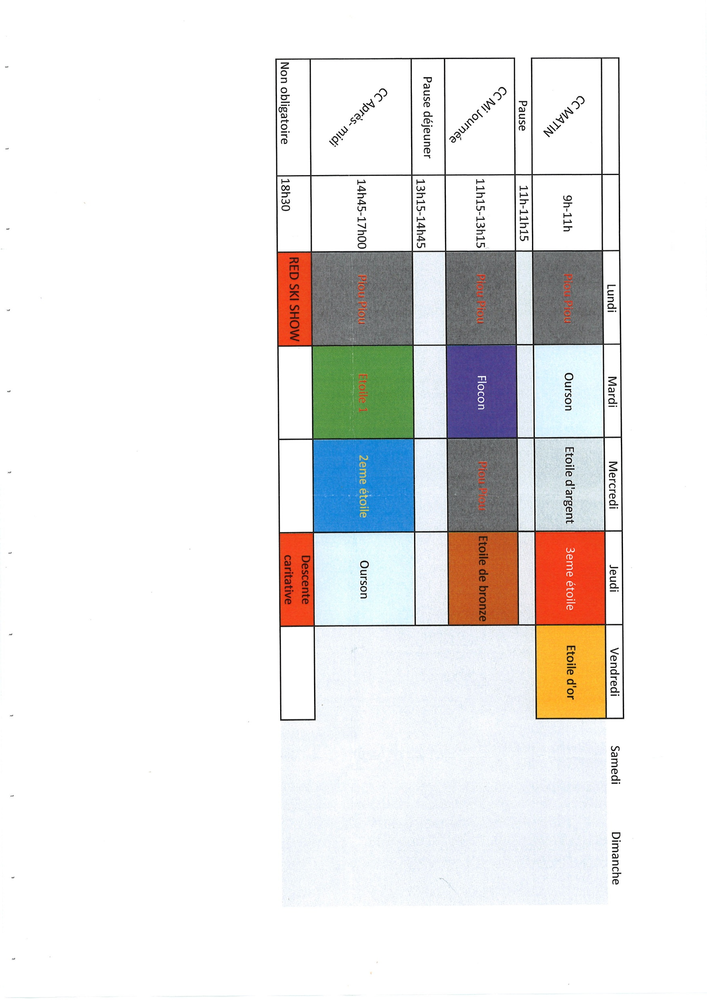 Lundi Mardi Mercredi Jeudi Vendredi Samedi Dimanche
CC MATIN 9h-11h Piou Piou Ourson Etoile d'argent 3eme étoile Etoile d'or
Pause 11h-11h15
CC Mi Journée 11h15-13h15 Piou Piou Flocon Piou Piou Etoile de bronze
Pause déjeuner 13h15-14h45
CC Après- midi 14h45-17h00 Piou Piou Etoile 1 2eme étoile Ourson
Non obligatoire 18h30 RED SKI SHOW Descente
caritative